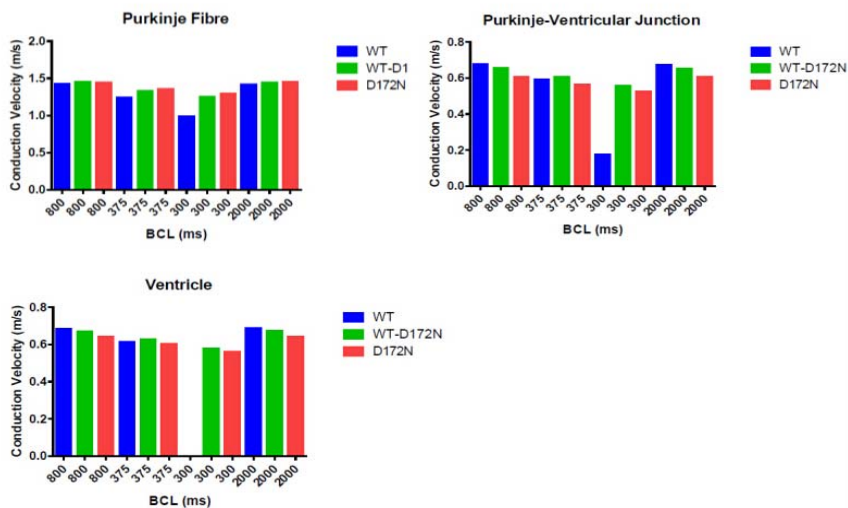 Purkinje Fibre
Conduction Velocity (m/s)
2.0
1.5
1.0
0.5
0.0
800 800 800 375 375 375 300 300 300 2000 2000 2000
BCL (ms)
WT
WT-D1
D172N
Purkinje-Ventricular Junction
Conduction Velocity (m/s)
0.8
0.6
0.4
0.2
0.0
800 800 800 375 375 375 300 300 300 2000 2000 2000
BCL (ms)
WT
WT-D172N
D172N
Ventricle
Conduction Velocity (m/s)
0.8
0.6
0.4
0.2
0.0
800 800 800 375 375 375 300 300 300 2000 2000 2000
BCL (ms)
WT
WT-D172N
D172N